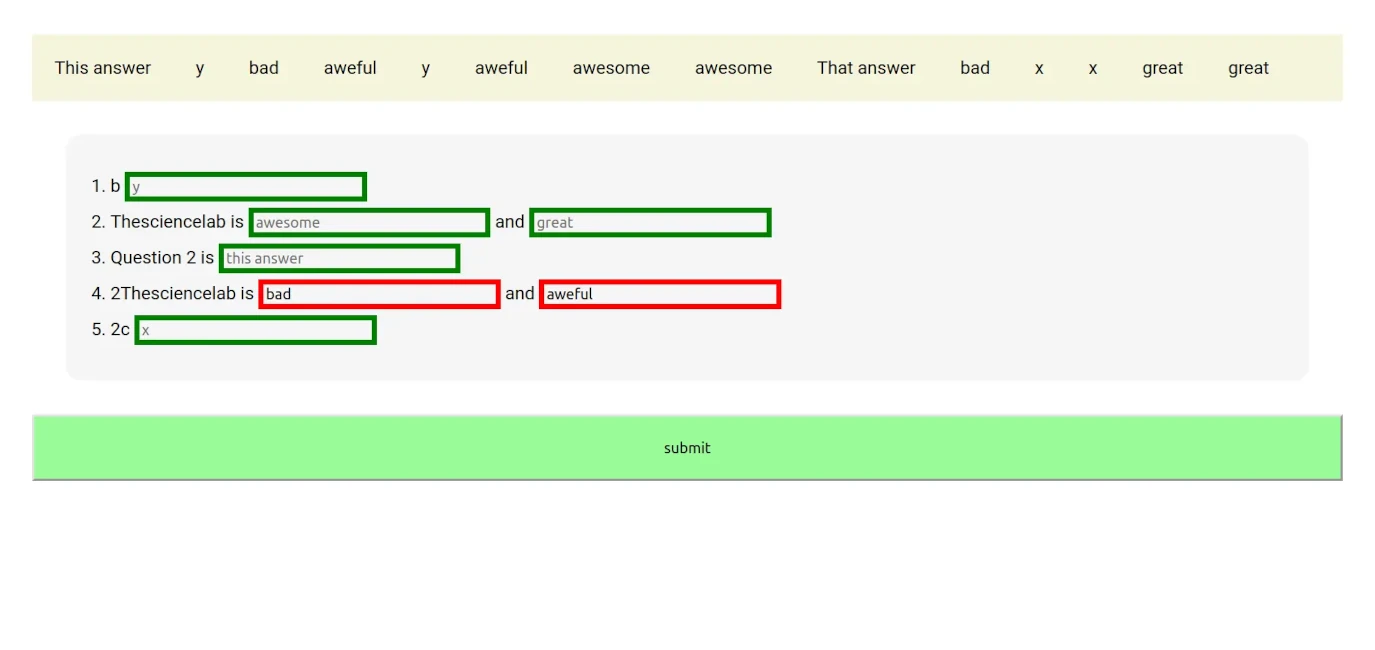 This answer y bad aweful y aweful awesome awesome That answer bad x x great great
1. b y
2. Thesciencelab is awesome and great
3. Question 2 is this answer
4. 2Thesciencelab is bad and aweful
5. 2c x
submit